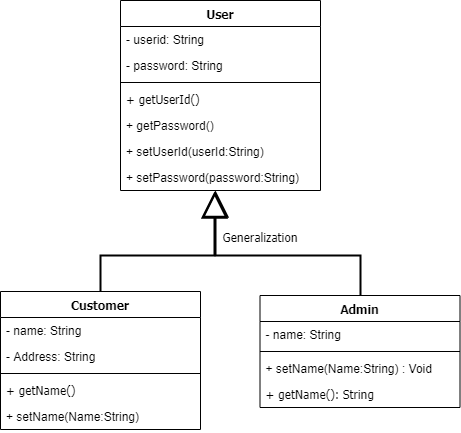 User
- userid: String
- password: String
+ getUserId()
+ getPassword()
+ setUserId(userId:String)
+ setPassword(password:String)
Generalization
Customer
- name: String
- Address: String
+ getName()
+ setName(Name:String)
Admin
- name: String
+ setName(Name:String) : Void
+ getName(): String